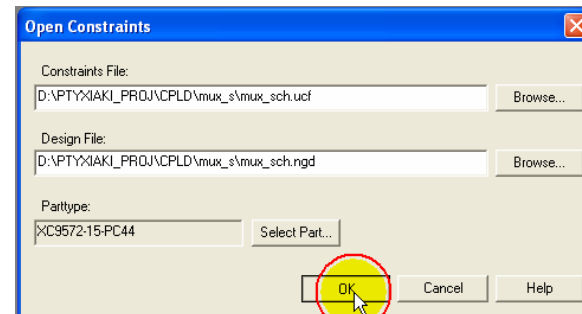 Open Constraints
Constraints File:
D:\PTYXIAKI_PROJ\CPLD\mux_s\mux_sch.ucf
Browse...
Design File:
D:\PTYXIAKI_PROJ\CPLD\mux_s\mux_sch.ngd
Browse...
Parttype:
XC9572-15-PC44
Select Part...
OK Cancel Help